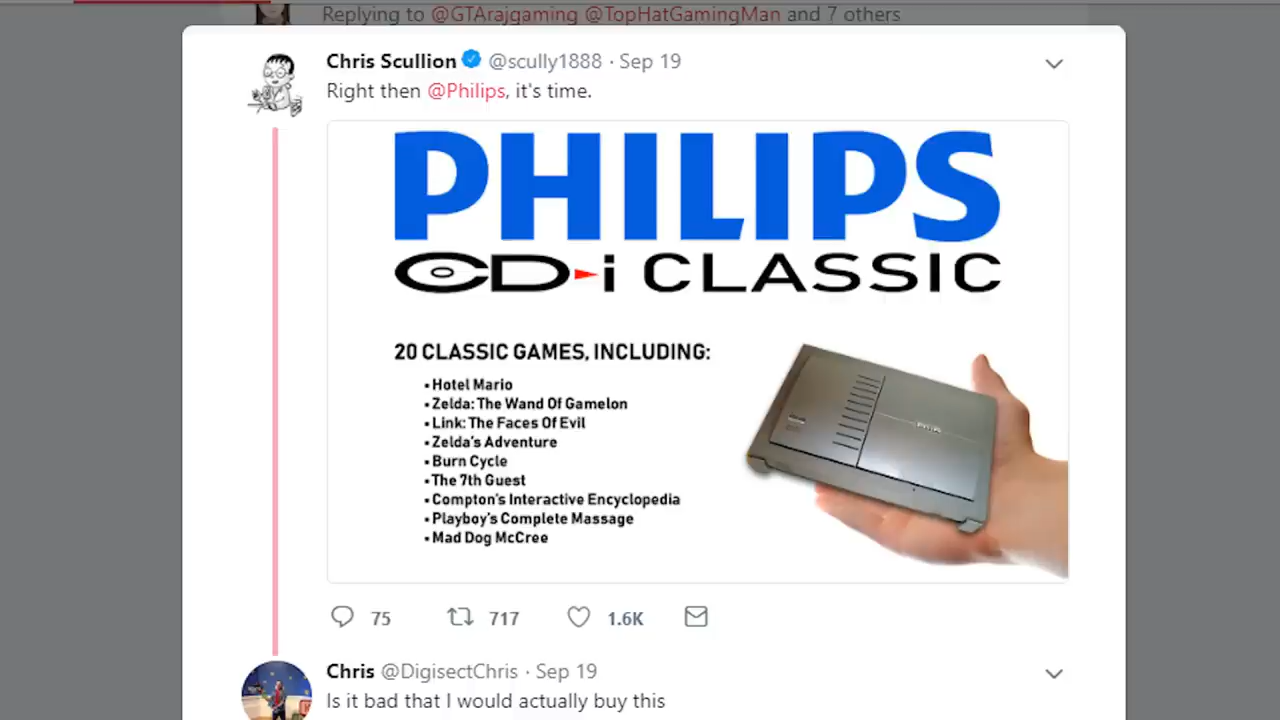 Replying to @GTArajgaming @TopHatGamingMan and 7 others
Chris Scullion @scully1888 · Sep 19
Right then @Philips, it's time.
PHILIPS
CD-i CLASSIC
20 CLASSIC GAMES, INCLUDING:
• Hotel Mario
• Zelda: The Wand Of Gamelon
• Link: The Faces Of Evil
• Zelda's Adventure
• Burn Cycle
• The 7th Guest
• Compton's Interactive Encyclopedia
• Playboy's Complete Massage
• Mad Dog McCree
PHILIPS
75 717 1.6K
Chris @DigisectChris · Sep 19
Is it bad that I would actually buy this